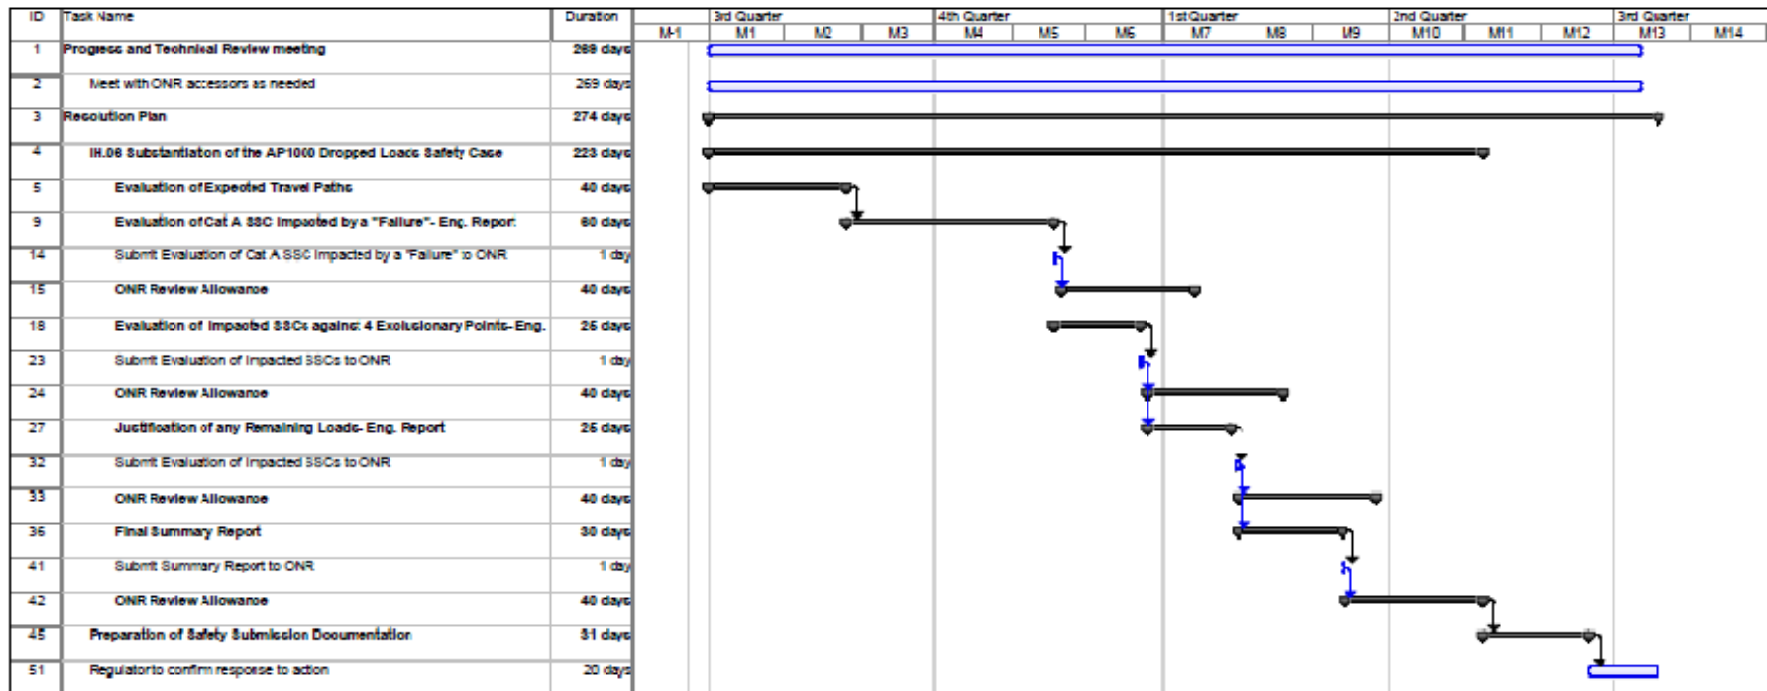 ID Task Name Duration 3rd Quarter 4th Quarter 1st Quarter 2nd Quarter 3rd Quarter
M-1 M1 M2 M3 M4 M5 M6 M7 M8 M9 M10 M11 M12 M13 M14
1 Progress and Technical Review meeting 269 days
2 Meet with ONR accessors as needed 269 days
3 Resolution Plan 274 days
4 IH.06 Substantiation of the AP1000 Dropped Loads Safety Case 223 days
5 Evaluation of Expected Travel Paths 40 days
9 Evaluation of Cat A SSC Impacted by a "Failure"- Eng. Report 60 days
14 Submit Evaluation of Cat A SSC Impacted by a "Failure" to ONR 1 day
15 ONR Review Allowance 40 days
18 Evaluation of Impacted SSCs against 4 Exclusionary Points- Eng. 25 days
23 Submit Evaluation of Impacted SSCs to ONR 1 day
24 ONR Review Allowance 40 days
27 Justification of any Remaining Loads- Eng. Report 25 days
32 Submit Evaluation of Impacted SSCs to ONR 1 day
33 ONR Review Allowance 40 days
36 Final Summary Report 30 days
41 Submit Summary Report to ONR 1 day
42 ONR Review Allowance 40 days
45 Preparation of Safety Submission Documentation 31 days
51 Regulator to confirm response to action 20 days